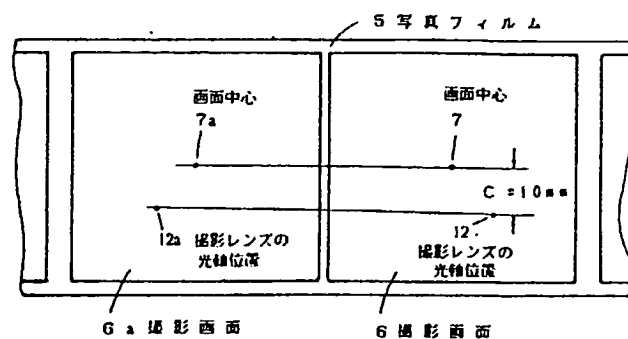 5 写真フィルム
画面中心
7a
画面中心
7
C = 10mm
12a 撮影レンズの
光軸位置
12.
撮影レンズの
光軸位置
6a 撮影画面
6 撮影画面